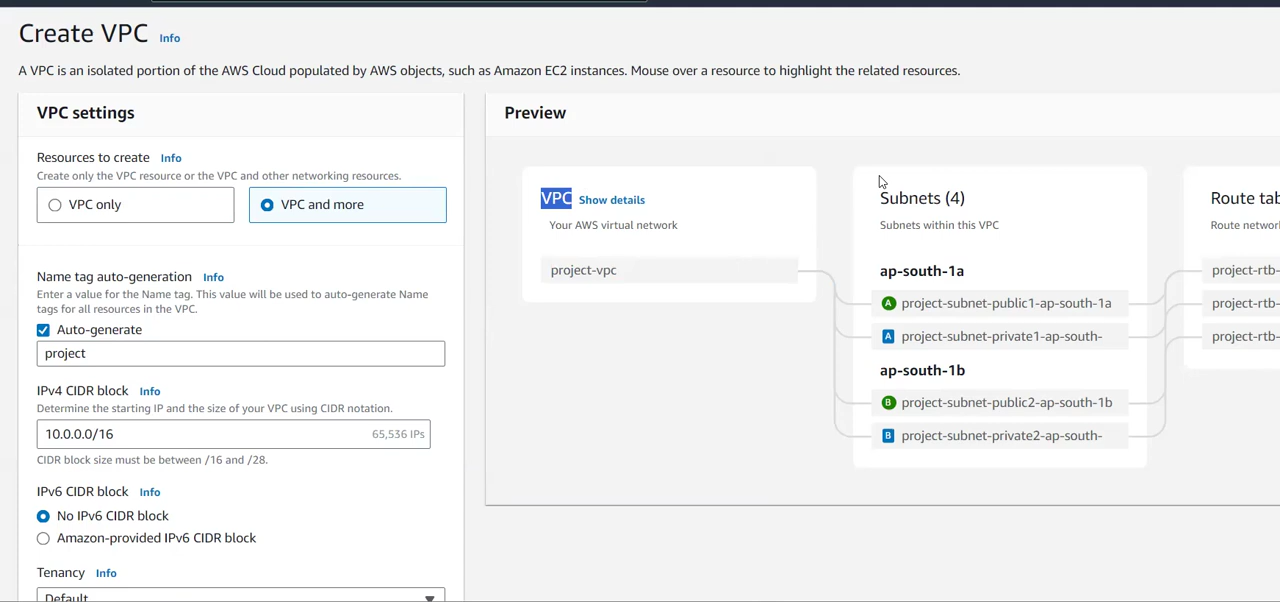 Create VPC Info
A VPC is an isolated portion of the AWS Cloud populated by AWS objects, such as Amazon EC2 instances. Mouse over a resource to highlight the related resources.
VPC settings
Resources to create Info
Create only the VPC resource or the VPC and other networking resources.
VPC only
VPC and more
Name tag auto-generation Info
Enter a value for the Name tag. This value will be used to auto-generate Name
tags for all resources in the VPC.
Auto-generate
project
IPv4 CIDR block Info
Determine the starting IP and the size of your VPC using CIDR notation.
10.0.0.0/16 65,536 IPs
CIDR block size must be between /16 and /28.
IPv6 CIDR block Info
No IPv6 CIDR block
Amazon-provided IPv6 CIDR block
Tenancy Info
Default
Preview
VPC Show details
Your AWS virtual network
project-vpc
Subnets (4)
Subnets within this VPC
ap-south-1a
A project-subnet-public1-ap-south-1a
A project-subnet-private1-ap-south-
ap-south-1b
B project-subnet-public2-ap-south-1b
B project-subnet-private2-ap-south-
Route
project-rtb-
project-rtb-
project-rtb-